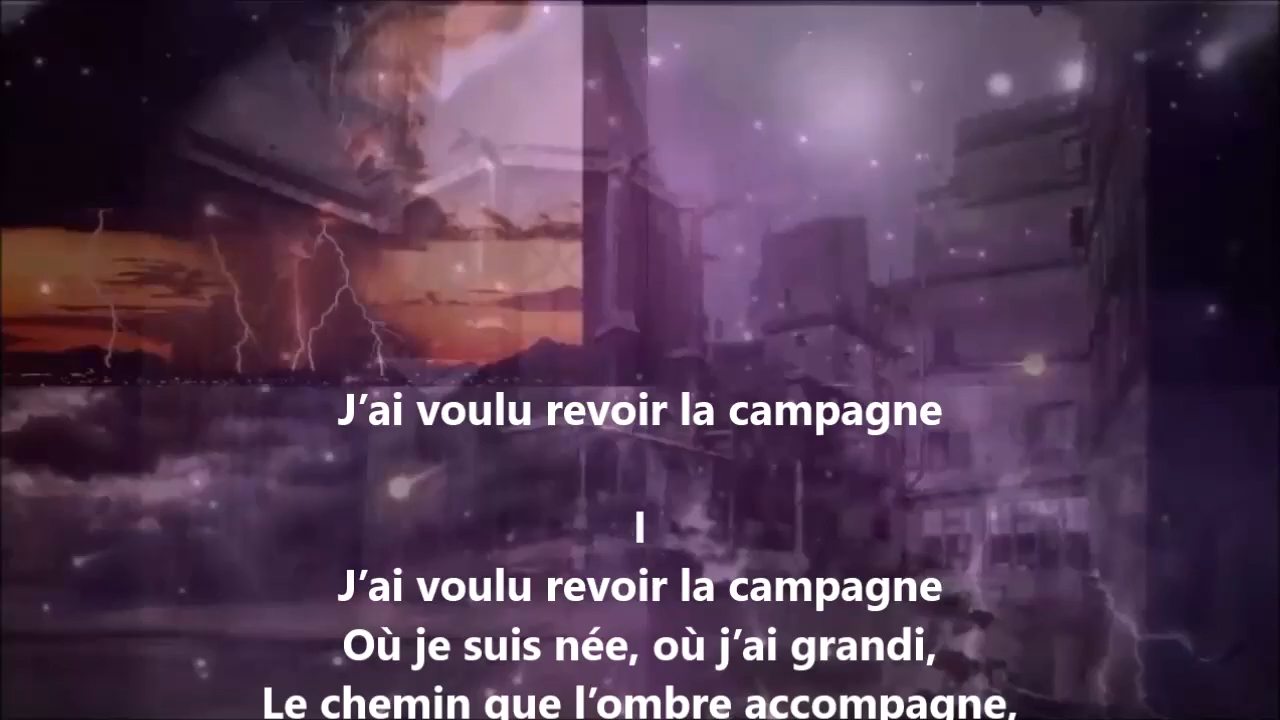 J’ai voulu revoir la campagne
I
J’ai voulu revoir la campagne
Où je suis née, où j’ai grandi,
Le chemin que l’ombre accompagne,